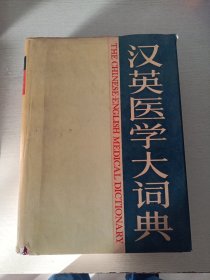 汉英医学大词典
THE CHINESE-ENGLISH MEDICAL DICTIONARY